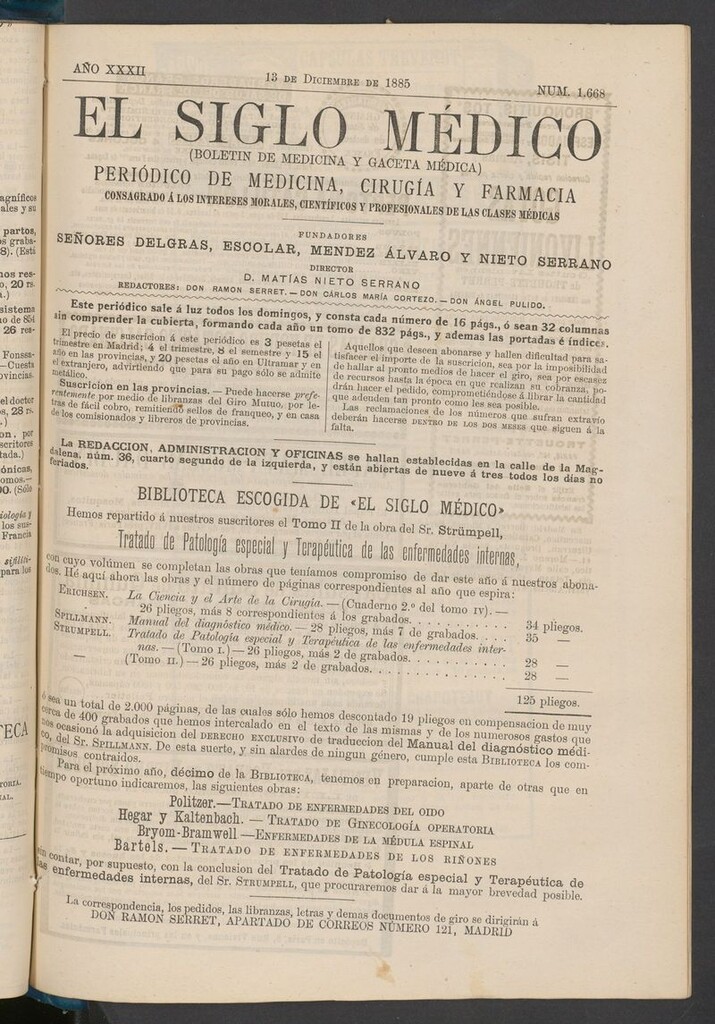 AÑO XXXII
13 DE DICIEMBRE DE 1885
NUM. 1.668
EL SIGLO MÉDICO
(BOLETIN DE MEDICINA Y GACETA MÉDICA)
PERIÓDICO DE MEDICINA, CIRUGÍA Y FARMACIA
CONSAGRADO Á LOS INTERESES MORALES, CIENTÍFICOS Y PROFESIONALES DE LAS CLASES MÉDICAS
FUNDADORES
SEÑORES DELGRAS, ESCOLAR, MENDEZ ÁLVARO Y NIETO SERRANO
DIRECTOR
D. MATÍAS NIETO SERRANO
REDACTORES: DON RAMON SERRET.—DON CÁRLOS MARÍA CORTEZO.—DON ÁNGEL PULIDO.
Este periódico sale á luz todos los domingos, y consta cada número de 16 págs., ó sean 32 columnas
sin comprender la cubierta, formando cada año un tomo de 832 págs., y ademas las portadas é índices.
El precio de suscricion á este periódico es 3 pesetas el
trimestre en Madrid; 4 el trimestre, 8 el semestre y 15 el
año en las provincias, y 20 pesetas el año en Ultramar y en
el extranjero, advirtiendo que para su pago sólo se admite
metálico.
Suscricion en las provincias.—Puede hacerse prefe-
rentemente por medio de libranzas del Giro Mútuo, por le-
tras de fácil cobro, remitiendo sellos de franqueo, y en casa
de los comisionados y libreros de provincias.
Aquellos que deseen abonarse y hallen dificultad para sa-
tisfacer el importe de la suscricion, sea por la imposibilidad
de hallar al pronto medios de hacer el giro, sea por escasez
de recursos hasta la época en que realizan su cobranza, po-
drán hacer el pedido, comprometiéndose á librar la cantidad
que adeuden tan pronto como les sea posible.
Las reclamaciones de los números que sufran extravío
deberán hacerse DENTRO DE LOS DOS MESES que siguen á la
falta.
La REDACCION, ADMINISTRACION Y OFICINAS se hallan establecidas en la calle de la Mag-
dalena, núm. 36, cuarto segundo de la izquierda, y están abiertas de nueve á tres todos los dias no
feriados.
BIBLIOTECA ESCOGIDA DE «EL SIGLO MÉDICO»
Hemos repartido á nuestros suscritores el Tomo II de la obra del Sr. Strümpell,
Tratado de Patología especial y Terapéutica de las enfermedades internas,
con cuyo volúmen se completan las obras que teníamos compromiso de dar este año á nuestros abona-
dos. Hé aquí ahora las obras y el número de páginas correspondientes al año que espira:
ERICHSEN. La Ciencia y el Arte de la Cirugía.—(Cuaderno 2.º del tomo IV).—
26 pliegos, más 8 correspondientes á los grabados. . . . . . . . . . . 34 pliegos.
SPILLMANN. Manual del diagnóstico médico.—28 pliegos, más 7 de grabados. . . . 35 —
STRUMPELL. Tratado de Patología especial y Terapéutica de las enfermedades inter-
nas.—(Tomo I.)—26 pliegos, más 2 de grabados. . . . . . . . . . 28 —
— (Tomo II.)—26 pliegos, más 2 de grabados. . . . . . . . . . . . . . 28 —
125 pliegos.
ó sea un total de 2.000 páginas, de las cuales sólo hemos descontado 19 pliegos en compensacion de muy
cerca de 400 grabados que hemos intercalado en el texto de las mismas y de los numerosos gastos que
nos ocasionó la adquisicion del DERECHO EXCLUSIVO de traduccion del Manual del diagnóstico médi-
co, del Sr. SPILLMANN. De esta suerte, y sin alardes de ningun género, cumple esta BIBLIOTECA los com-
promisos contraidos.
Para el próximo año, décimo de la BIBLIOTECA, tenemos en preparacion, aparte de otras que en
tiempo oportuno indicaremos, las siguientes obras:
Politzer.—TRATADO DE ENFERMEDADES DEL OIDO
Hegar y Kaltenbach.—TRATADO DE GINECOLOGÍA OPERATORIA
Bryom-Bramwell—ENFERMEDADES DE LA MÉDULA ESPINAL
Bartels.—TRATADO DE ENFERMEDADES DE LOS RIÑONES
sin contar, por supuesto, con la conclusion del Tratado de Patología especial y Terapéutica de
las enfermedades internas, del Sr. STRUMPELL, que procuraremos dar á la mayor brevedad posible.
La correspondencia, los pedidos, las libranzas, letras y demas documentos de giro se dirigirán á
DON RAMON SERRET, APARTADO DE CORREOS NÚMERO 121, MADRID